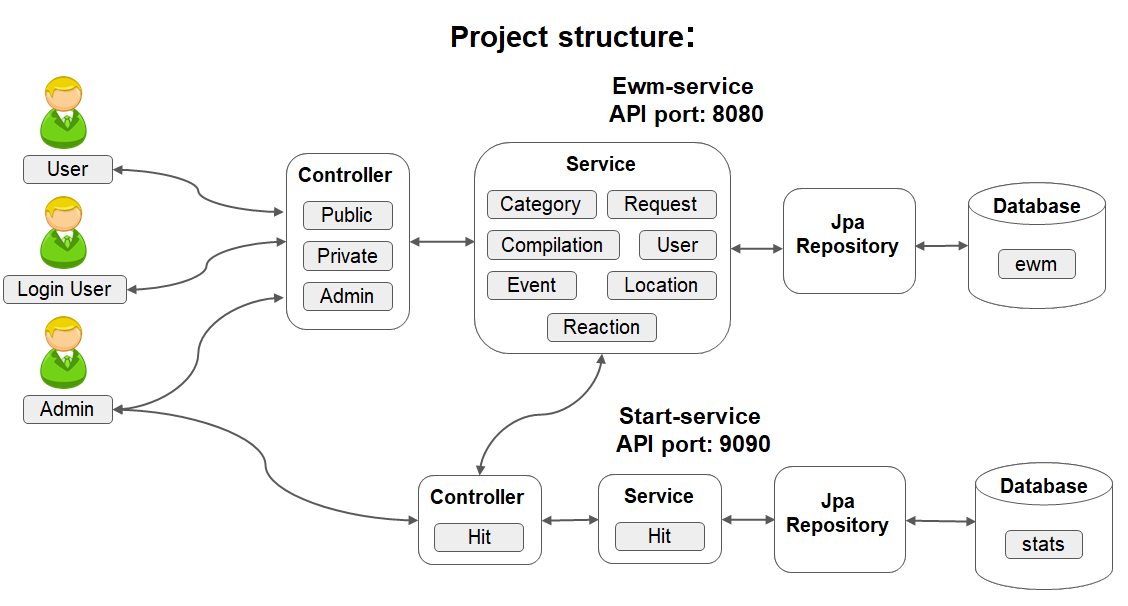 Project structure:
Ewm-service
API port: 8080
User
Login User
Admin
Controller
Public
Private
Admin
Service
Category
Request
Compilation
User
Event
Location
Reaction
Jpa
Repository
Database
ewm
Start-service
API port: 9090
Controller
Hit
Service
Hit
Jpa
Repository
Database
stats